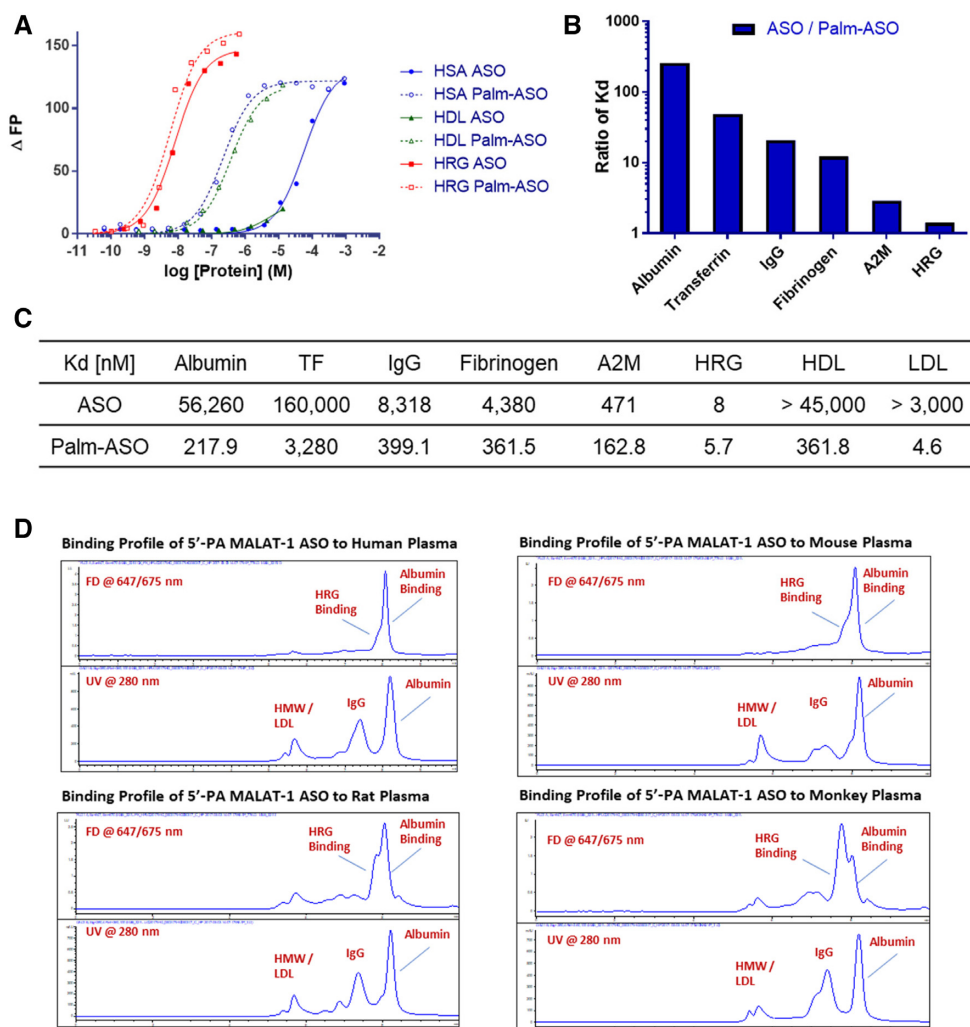 A
Δ FP
150
100
50
0
-11 -10 -9 -8 -7 -6 -5 -4 -3 -2
log [Protein] (M)
HSA ASO
HSA Palm-ASO
HDL ASO
HDL Palm-ASO
HRG ASO
HRG Palm-ASO
B
ASO / Palm-ASO
Ratio of Kd
1000
100
10
1
Albumin
Transferrin
IgG
Fibrinogen
A2M
HRG
C
Kd [nM] Albumin TF IgG Fibrinogen A2M HRG HDL LDL
ASO 56,260 160,000 8,318 4,380 471 8 > 45,000 > 3,000
Palm-ASO 217.9 3,280 399.1 361.5 162.8 5.7 361.8 4.6
D
Binding Profile of 5'-PA MALAT-1 ASO to Human Plasma
FD @ 647/675 nm
HRG
Binding
Albumin
Binding
UV @ 280 nm
HMW /
LDL
IgG
Albumin
Binding Profile of 5'-PA MALAT-1 ASO to Mouse Plasma
FD @ 647/675 nm
HRG
Binding
Albumin
Binding
UV @ 280 nm
HMW /
LDL
IgG
Albumin
Binding Profile of 5'-PA MALAT-1 ASO to Rat Plasma
FD @ 647/675 nm
HRG
Binding
Albumin
Binding
UV @ 280 nm
HMW /
LDL
IgG
Albumin
Binding Profile of 5'-PA MALAT-1 ASO to Monkey Plasma
FD @ 647/675 nm
HRG
Binding
Albumin
Binding
UV @ 280 nm
HMW /
LDL
IgG
Albumin